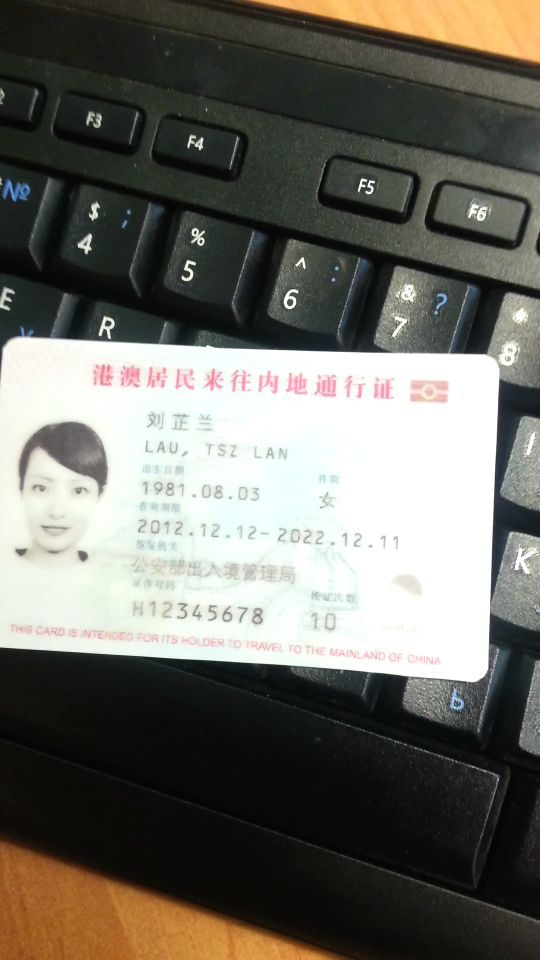 F3
F4
F5
F6
№
$ ;
4
%
5
^ :
6
& ?
7
*
8
E
R
I
K
Ь
港澳居民来往内地通行证
刘芷兰
LAU, TSZ LAN
出生日期 性别
1981.08.03 女
有效期限
2012.12.12-2022.12.11
签发机关
公安部出入境管理局
证件号码 换证次数
H12345678 10
THIS CARD IS INTENDED FOR ITS HOLDER TO TRAVEL TO THE MAINLAND OF CHINA